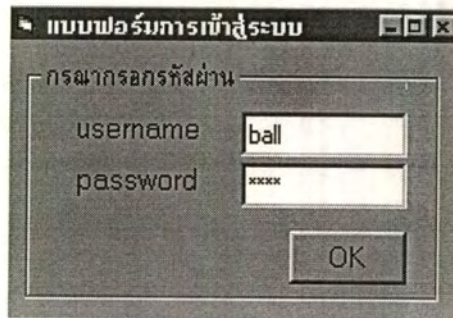 แบบฟอร์มการเข้าสู่ระบบ
กรุณากรอกรหัสผ่าน
username ball
password xxxx
OK